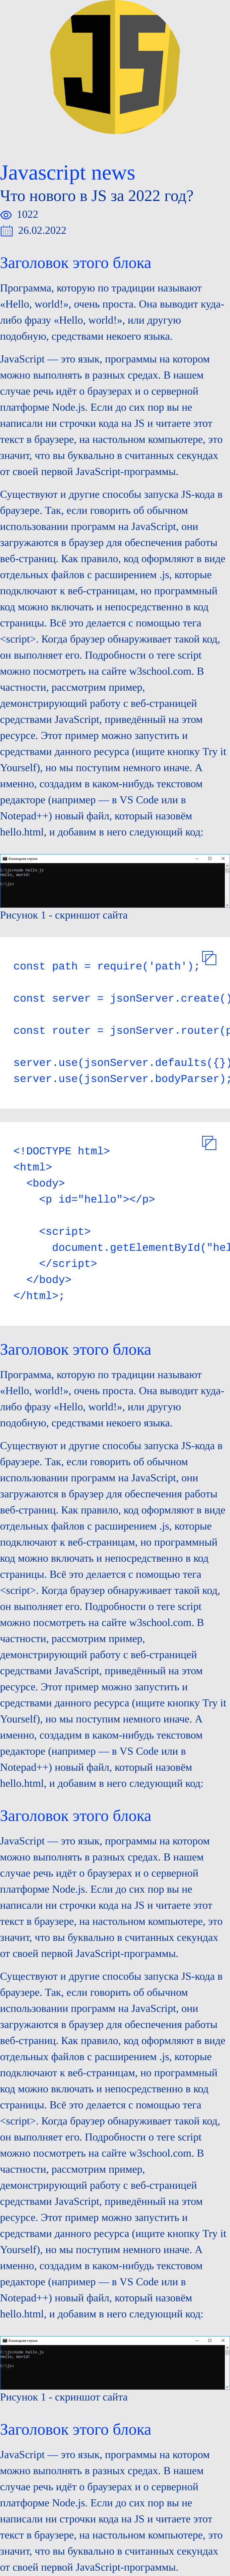 JS
Javascript news
Что нового в JS за 2022 год?
1022
26.02.2022
Заголовок этого блока
Программа, которую по традиции называют
«Hello, world!», очень проста. Она выводит куда-
либо фразу «Hello, world!», или другую
подобную, средствами некоего языка.
JavaScript — это язык, программы на котором
можно выполнять в разных средах. В нашем
случае речь идёт о браузерах и о серверной
платформе Node.js. Если до сих пор вы не
написали ни строчки кода на JS и читаете этот
текст в браузере, на настольном компьютере, это
значит, что вы буквально в считанных секундах
от своей первой JavaScript-программы.
Существуют и другие способы запуска JS-кода в
браузере. Так, если говорить об обычном
использовании программ на JavaScript, они
загружаются в браузер для обеспечения работы
веб-страниц. Как правило, код оформляют в виде
отдельных файлов с расширением .js, которые
подключают к веб-страницам, но программный
код можно включать и непосредственно в код
страницы. Всё это делается с помощью тега
<script>. Когда браузер обнаруживает такой код,
он выполняет его. Подробности о теге script
можно посмотреть на сайте w3school.com. В
частности, рассмотрим пример,
демонстрирующий работу с веб-страницей
средствами JavaScript, приведённый на этом
ресурсе. Этот пример можно запустить и
средствами данного ресурса (ищите кнопку Try it
Yourself), но мы поступим немного иначе. А
именно, создадим в каком-нибудь текстовом
редакторе (например — в VS Code или в
Notepad++) новый файл, который назовём
hello.html, и добавим в него следующий код:
Командная строка
C:\js>node hello.js
Hello, World!
C:\js>
Рисунок 1 - скриншот сайта
const path = require('path');
const server = jsonServer.create()
const router = jsonServer.router(p
server.use(jsonServer.defaults({})
server.use(jsonServer.bodyParser);
<!DOCTYPE html>
<html>
<body>
<p id="hello"></p>
<script>
document.getElementById("hel
</script>
</body>
</html>;
Заголовок этого блока
Программа, которую по традиции называют
«Hello, world!», очень проста. Она выводит куда-
либо фразу «Hello, world!», или другую
подобную, средствами некоего языка.
Существуют и другие способы запуска JS-кода в
браузере. Так, если говорить об обычном
использовании программ на JavaScript, они
загружаются в браузер для обеспечения работы
веб-страниц. Как правило, код оформляют в виде
отдельных файлов с расширением .js, которые
подключают к веб-страницам, но программный
код можно включать и непосредственно в код
страницы. Всё это делается с помощью тега
<script>. Когда браузер обнаруживает такой код,
он выполняет его. Подробности о теге script
можно посмотреть на сайте w3school.com. В
частности, рассмотрим пример,
демонстрирующий работу с веб-страницей
средствами JavaScript, приведённый на этом
ресурсе. Этот пример можно запустить и
средствами данного ресурса (ищите кнопку Try it
Yourself), но мы поступим немного иначе. А
именно, создадим в каком-нибудь текстовом
редакторе (например — в VS Code или в
Notepad++) новый файл, который назовём
hello.html, и добавим в него следующий код:
Заголовок этого блока
JavaScript — это язык, программы на котором
можно выполнять в разных средах. В нашем
случае речь идёт о браузерах и о серверной
платформе Node.js. Если до сих пор вы не
написали ни строчки кода на JS и читаете этот
текст в браузере, на настольном компьютере, это
значит, что вы буквально в считанных секундах
от своей первой JavaScript-программы.
Существуют и другие способы запуска JS-кода в
браузере. Так, если говорить об обычном
использовании программ на JavaScript, они
загружаются в браузер для обеспечения работы
веб-страниц. Как правило, код оформляют в виде
отдельных файлов с расширением .js, которые
подключают к веб-страницам, но программный
код можно включать и непосредственно в код
страницы. Всё это делается с помощью тега
<script>. Когда браузер обнаруживает такой код,
он выполняет его. Подробности о теге script
можно посмотреть на сайте w3school.com. В
частности, рассмотрим пример,
демонстрирующий работу с веб-страницей
средствами JavaScript, приведённый на этом
ресурсе. Этот пример можно запустить и
средствами данного ресурса (ищите кнопку Try it
Yourself), но мы поступим немного иначе. А
именно, создадим в каком-нибудь текстовом
редакторе (например — в VS Code или в
Notepad++) новый файл, который назовём
hello.html, и добавим в него следующий код:
Командная строка
C:\js>node hello.js
Hello, World!
C:\js>
Рисунок 1 - скриншот сайта
Заголовок этого блока
JavaScript — это язык, программы на котором
можно выполнять в разных средах. В нашем
случае речь идёт о браузерах и о серверной
платформе Node.js. Если до сих пор вы не
написали ни строчки кода на JS и читаете этот
текст в браузере, на настольном компьютере, это
значит, что вы буквально в считанных секундах
от своей первой JavaScript-программы.